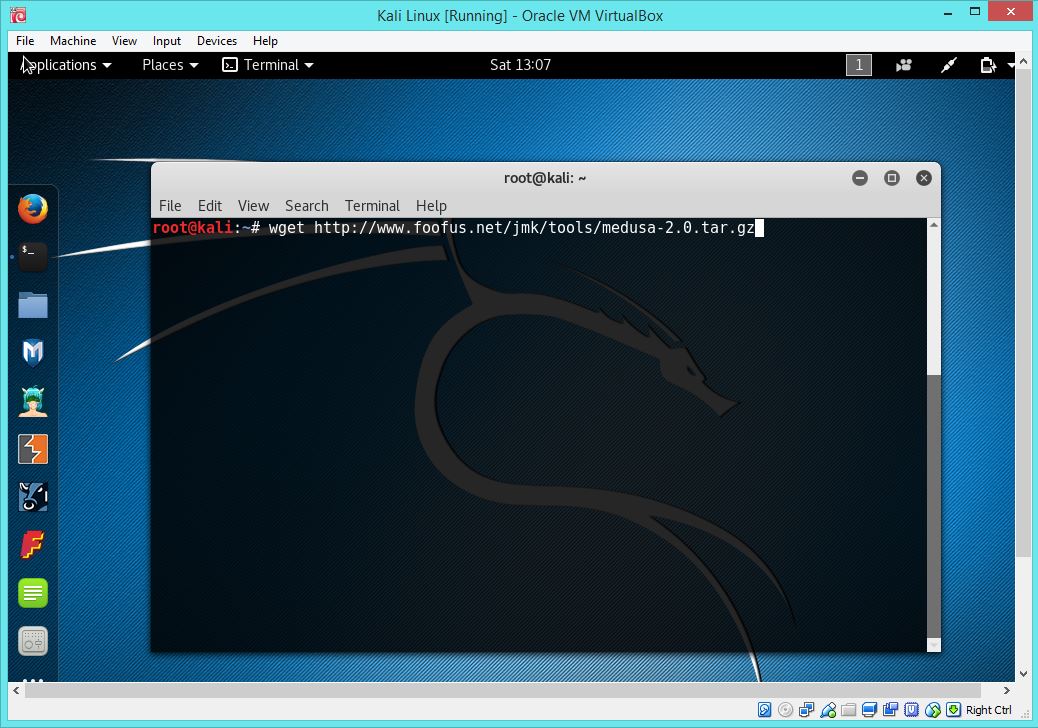 Kali Linux [Running] - Oracle VM VirtualBox
File Machine View Input Devices Help
Applications Places Terminal Sat 13:07 1
root@kali: ~
File Edit View Search Terminal Help
root@kali:~# wget http://www.foofus.net/jmk/tools/medusa-2.0.tar.gz
Right Ctrl